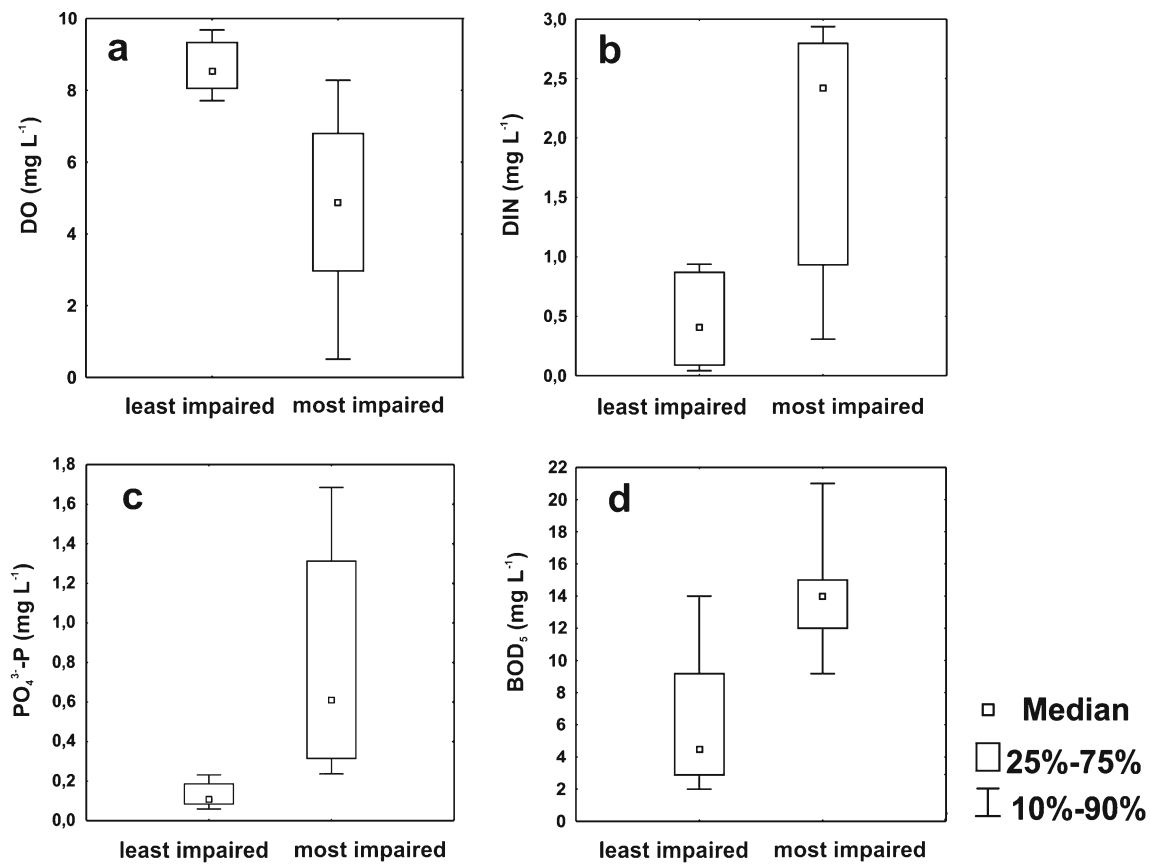 a
DO (mg L⁻¹)
10
8
6
4
2
0
least impaired most impaired
b
DIN (mg L⁻¹)
3,0
2,5
2,0
1,5
1,0
0,5
0,0
least impaired most impaired
c
PO₄³⁻-P (mg L⁻¹)
1,8
1,6
1,4
1,2
1,0
0,8
0,6
0,4
0,2
0,0
least impaired most impaired
d
BOD₅ (mg L⁻¹)
22
20
18
16
14
12
10
8
6
4
2
0
least impaired most impaired
Median
25%-75%
10%-90%